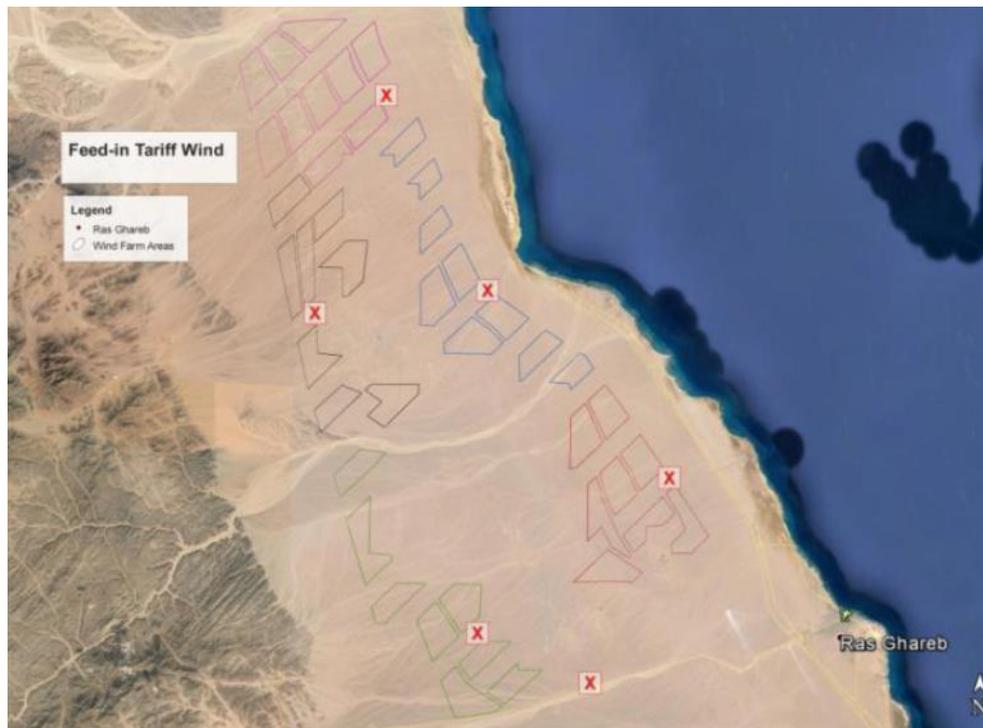 X
Feed-in Tariff Wind
Legend
Ras Ghareb
Wind Farm Areas
X
X
X
X
Ras Ghareb
X
N